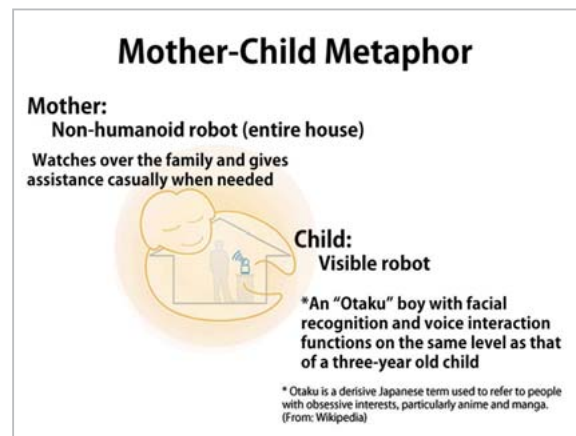 Mother-Child Metaphor
Mother:
Non-humanoid robot (entire house)
Watches over the family and gives
assistance casually when needed
Child:
Visible robot
*An “Otaku” boy with facial
recognition and voice interaction
functions on the same level as that
of a three-year old child
* Otaku is a derisive Japanese term used to refer to people
with obsessive interests, particularly anime and manga.
(From: Wikipedia)